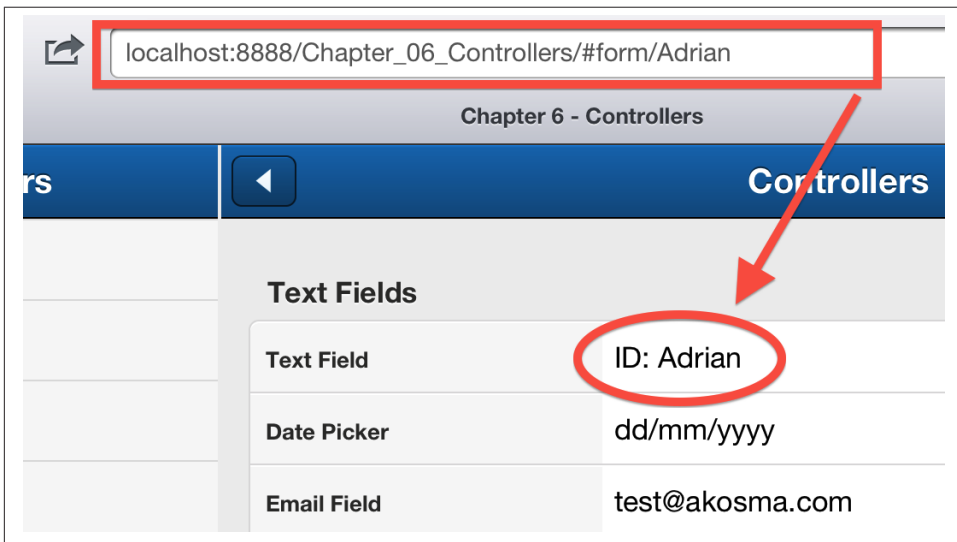 localhost:8888/Chapter_06_Controllers/#form/Adrian
Chapter 6 - Controllers
rs
Controllers
Text Fields
Text Field
ID: Adrian
Date Picker
dd/mm/yyyy
Email Field
test@akosma.com